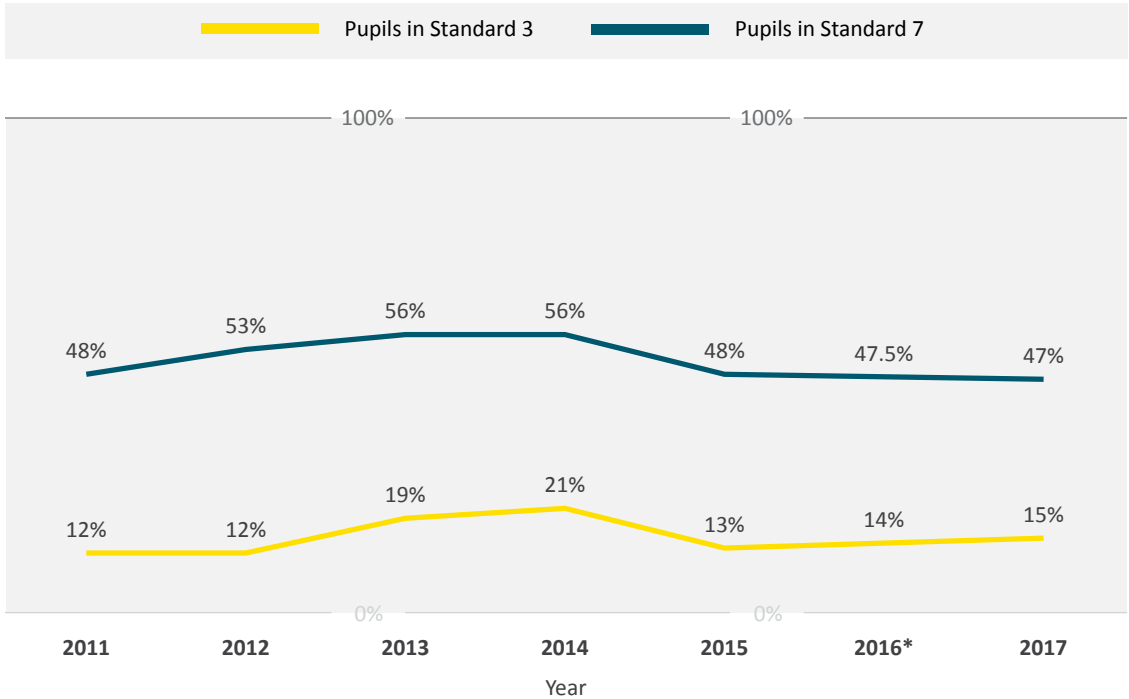 Pupils in Standard 3 Pupils in Standard 7
100% 100%
48% 53% 56% 56% 48% 47.5% 47%
12% 12% 19% 21% 13% 14% 15%
0% 0%
2011 2012 2013 2014 2015 2016* 2017
Year